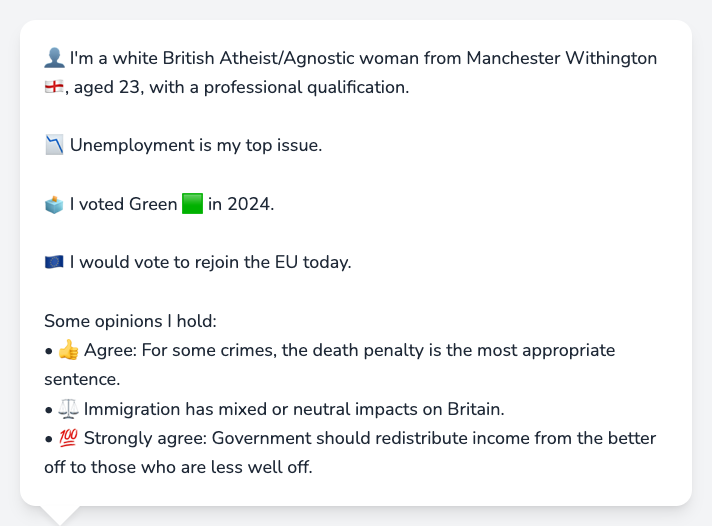 👤 I'm a white British Atheist/Agnostic woman from Manchester Withington
🏴󠁧󠁢󠁥󠁮󠁧󠁿, aged 23, with a professional qualification.
📉 Unemployment is my top issue.
🗳️ I voted Green 🟩 in 2024.
🇪🇺 I would vote to rejoin the EU today.
Some opinions I hold:
• 👍 Agree: For some crimes, the death penalty is the most appropriate
sentence.
• ⚖️ Immigration has mixed or neutral impacts on Britain.
• 💯 Strongly agree: Government should redistribute income from the better
off to those who are less well off.